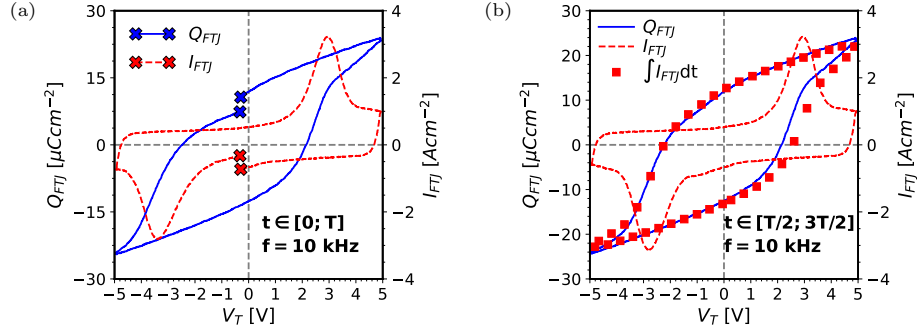 (a)
30
15
0
−15
−30
Q_FTJ [μCcm⁻²]
4
2
0
−2
−4
I_FTJ [Acm⁻²]
Q_FTJ
I_FTJ
t ∈ [0; T]
f = 10 kHz
−5 −4 −3 −2 −1 0 1 2 3 4 5
V_T [V]
(b)
30
20
10
0
−10
−20
−30
Q_FTJ [μCcm⁻²]
4
2
0
−2
−4
I_FTJ [Acm⁻²]
Q_FTJ
I_FTJ
∫I_FTJ dt
t ∈ [T/2; 3T/2]
f = 10 kHz
−5 −4 −3 −2 −1 0 1 2 3 4 5
V_T [V]